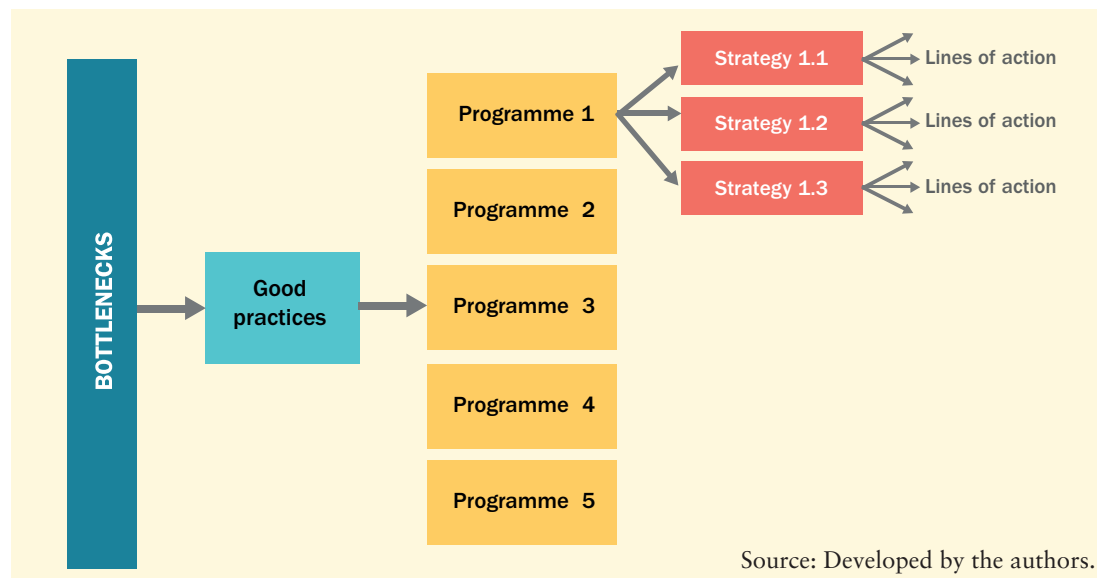 BOTTLENECKS
Good
practices
Programme 1
Programme 2
Programme 3
Programme 4
Programme 5
Strategy 1.1
Lines of action
Strategy 1.2
Lines of action
Strategy 1.3
Lines of action
Source: Developed by the authors.